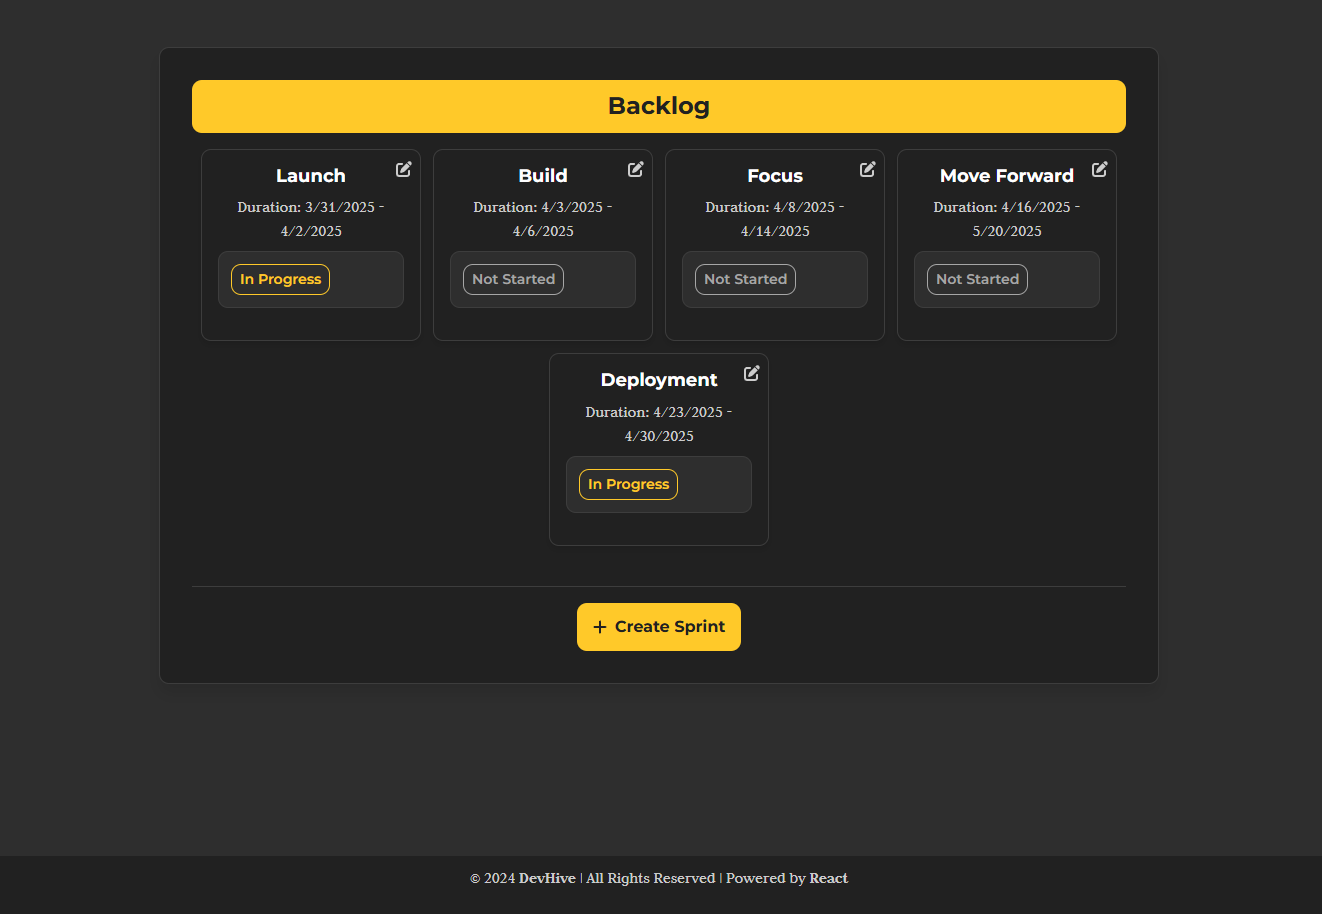 Backlog
Launch
Duration: 3/31/2025 -
4/2/2025
In Progress
Build
Duration: 4/3/2025 -
4/6/2025
Not Started
Focus
Duration: 4/8/2025 -
4/14/2025
Not Started
Move Forward
Duration: 4/16/2025 -
5/20/2025
Not Started
Deployment
Duration: 4/23/2025 -
4/30/2025
In Progress
+ Create Sprint
© 2024 DevHive | All Rights Reserved | Powered by React